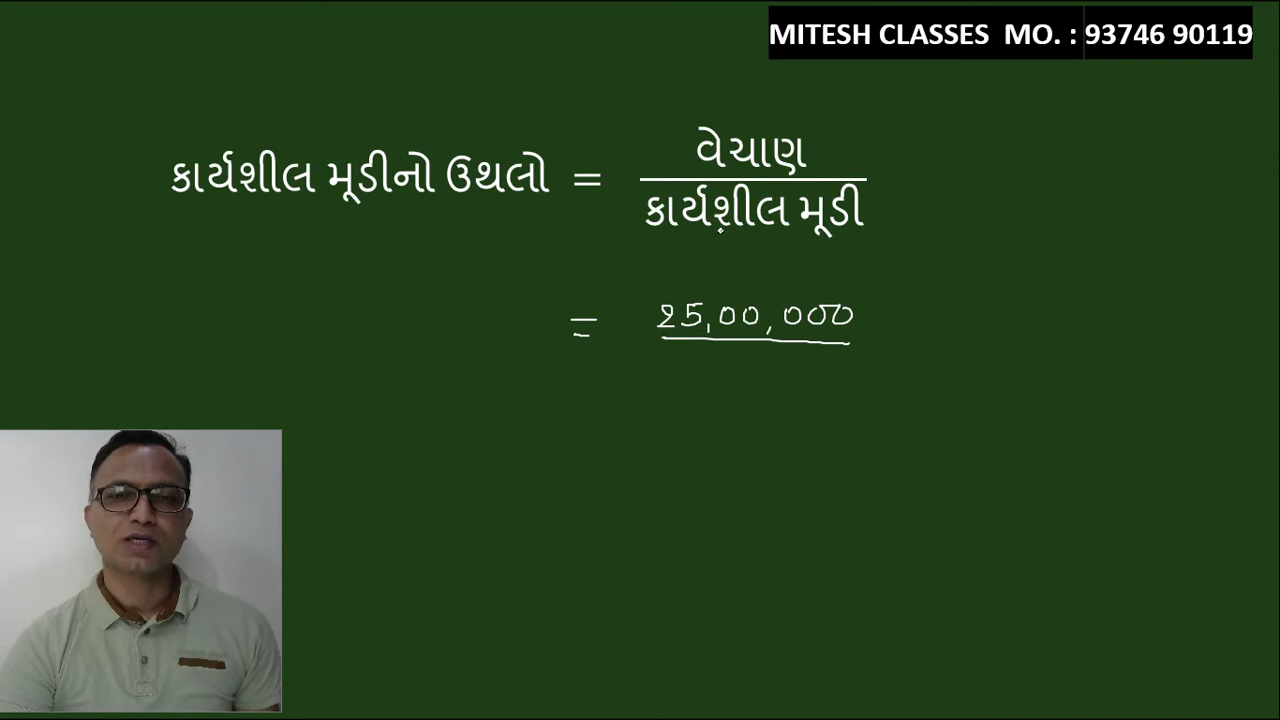 MITESH CLASSES MO. : 93746 90119
કાર્યશીલ મૂડીનો ઉથલો = વેચાણ
કાર્યશીલ મૂડી
= 25,00,000